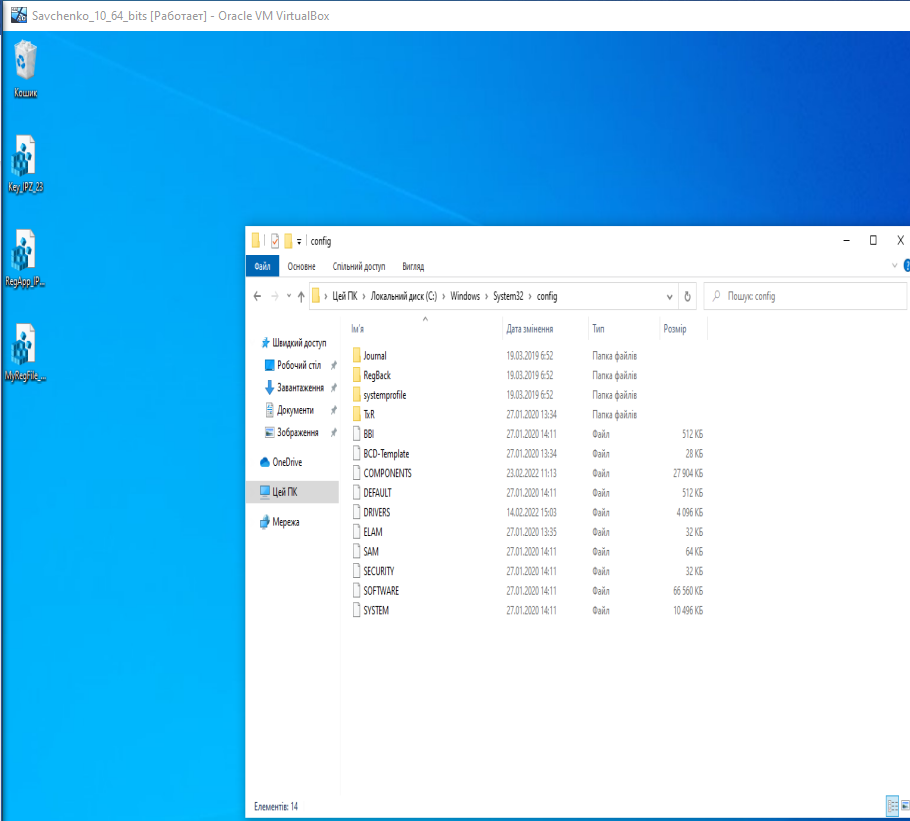 Savchenko_10_64_bits [Работает] - Oracle VM VirtualBox
Кошик
Key_IPZ_23
RegApp_IP...
MyRegFile_...
config
Файл Основне Спільний доступ Вигляд
Цей ПК › Локальний диск (C:) › Windows › System32 › config
Пошук: config
Швидкий доступ
Робочий стіл
Завантаження
Документи
Зображення
OneDrive
Цей ПК
Мережа
Ім'я Дата змінення Тип Розмір
Journal 19.03.2019 6:52 Папка файлів
RegBack 19.03.2019 6:52 Папка файлів
systemprofile 19.03.2019 6:52 Папка файлів
TxR 27.01.2020 13:34 Папка файлів
BBI 27.01.2020 14:11 Файл 512 КБ
BCD-Template 27.01.2020 13:34 Файл 28 КБ
COMPONENTS 23.02.2022 11:13 Файл 27 904 КБ
DEFAULT 27.01.2020 14:11 Файл 512 КБ
DRIVERS 14.02.2022 15:03 Файл 4 096 КБ
ELAM 27.01.2020 13:35 Файл 32 КБ
SAM 27.01.2020 14:11 Файл 64 КБ
SECURITY 27.01.2020 14:11 Файл 32 КБ
SOFTWARE 27.01.2020 14:11 Файл 66 560 КБ
SYSTEM 27.01.2020 14:11 Файл 10 496 КБ
Елементів: 14